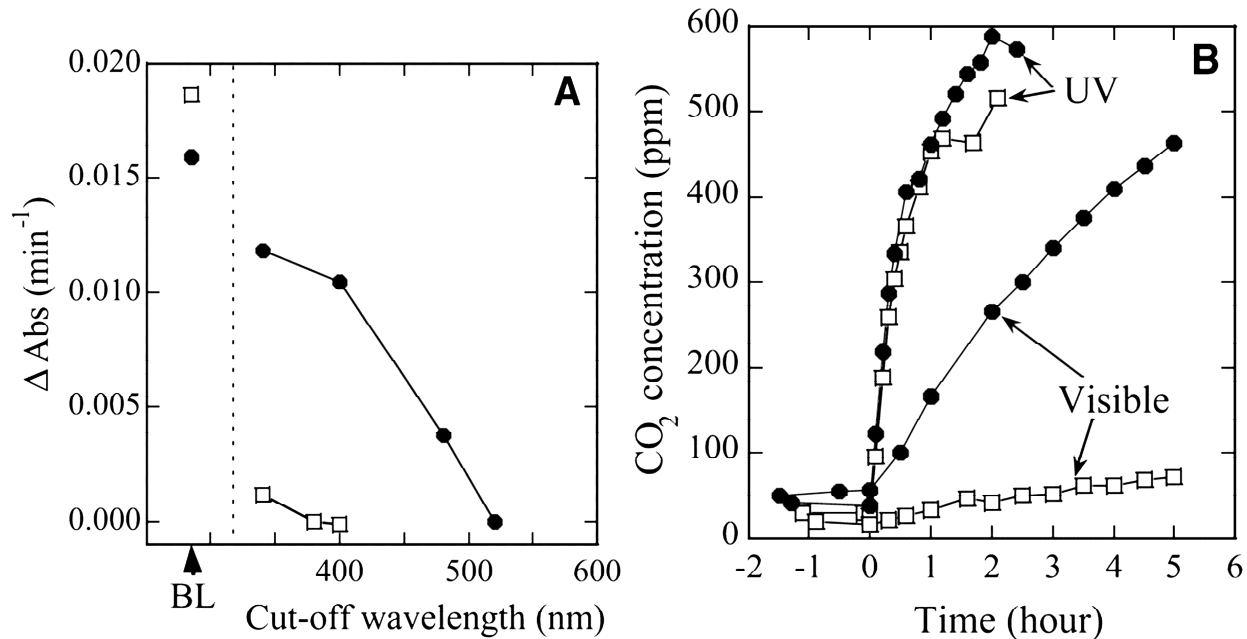 A
0.020
0.015
0.010
0.005
0.000
Δ Abs (min⁻¹)
400
500
600
BL
Cut-off wavelength (nm)
B
600
500
400
300
200
100
0
CO₂ concentration (ppm)
UV
Visible
-2
-1
0
1
2
3
4
5
6
Time (hour)